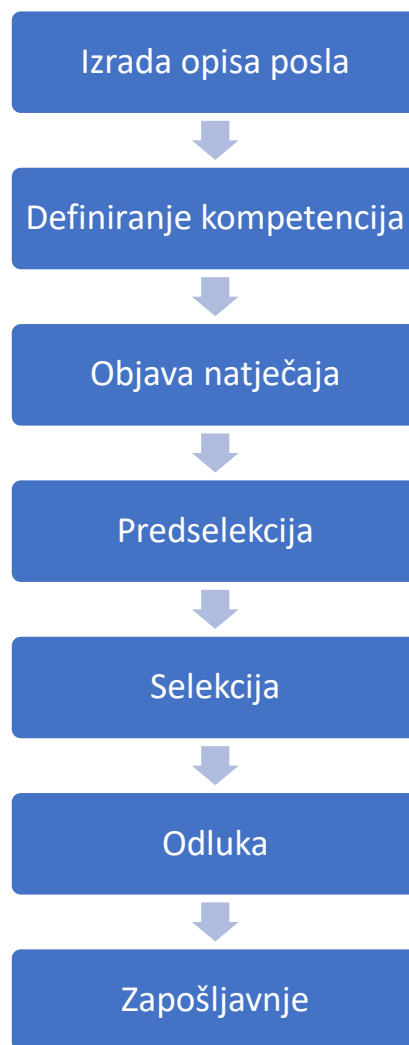 Izrada opisa posla
Definiranje kompetencija
Objava natječaja
Predselekcija
Selekcija
Odluka
Zapošljavnje